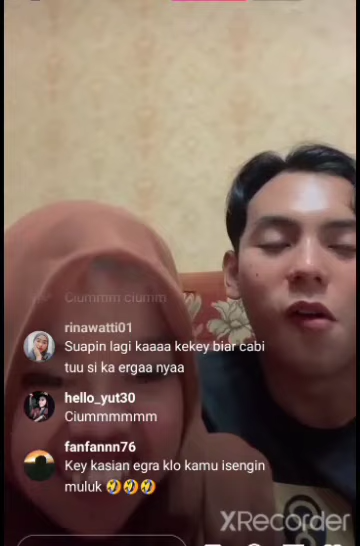 Ciummm ciumm
rinawatti01
Suapin lagi kaaaa kekey biar cabi
tuu si ka ergaa nyaa
hello_yut30
Ciummmmmm
fanfannn76
Key kasian egra klo kamu isengin
muluk 🤣🤣🤣
XRecorder